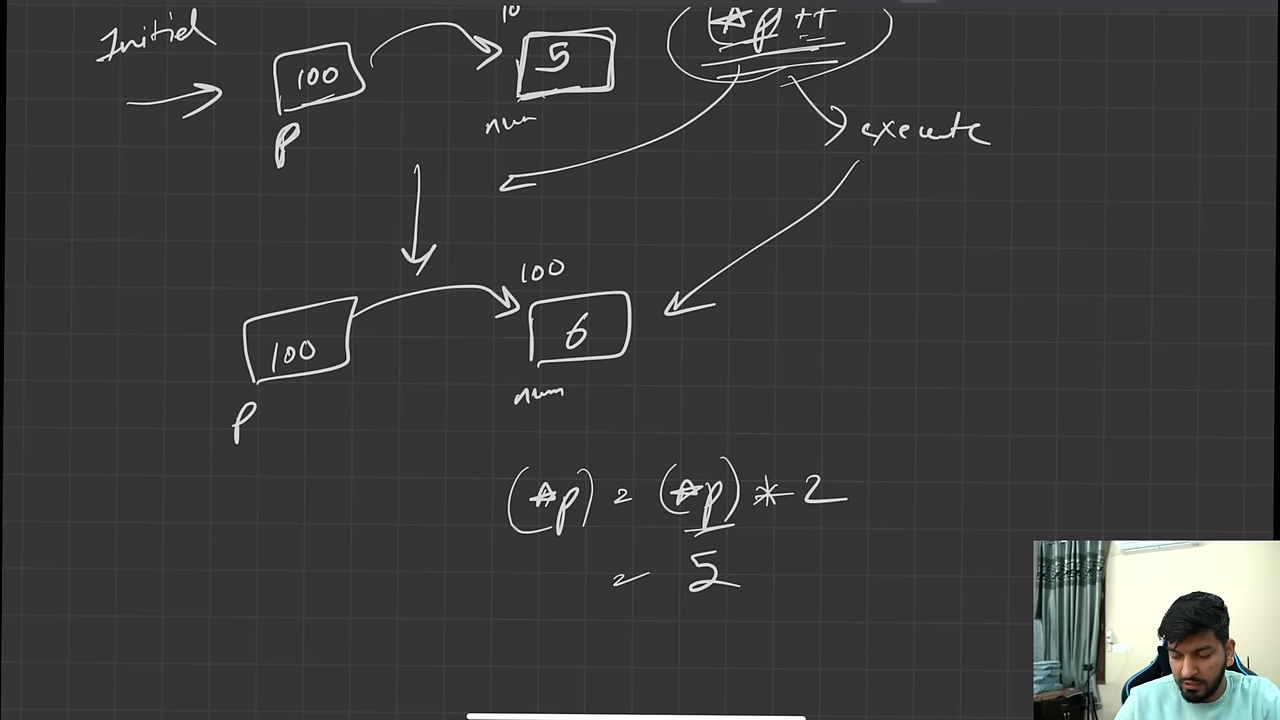 Initial
10
100
5
*p++
p
num
execute
100
100
6
p
num
(*p) = (*p) * 2
= 5